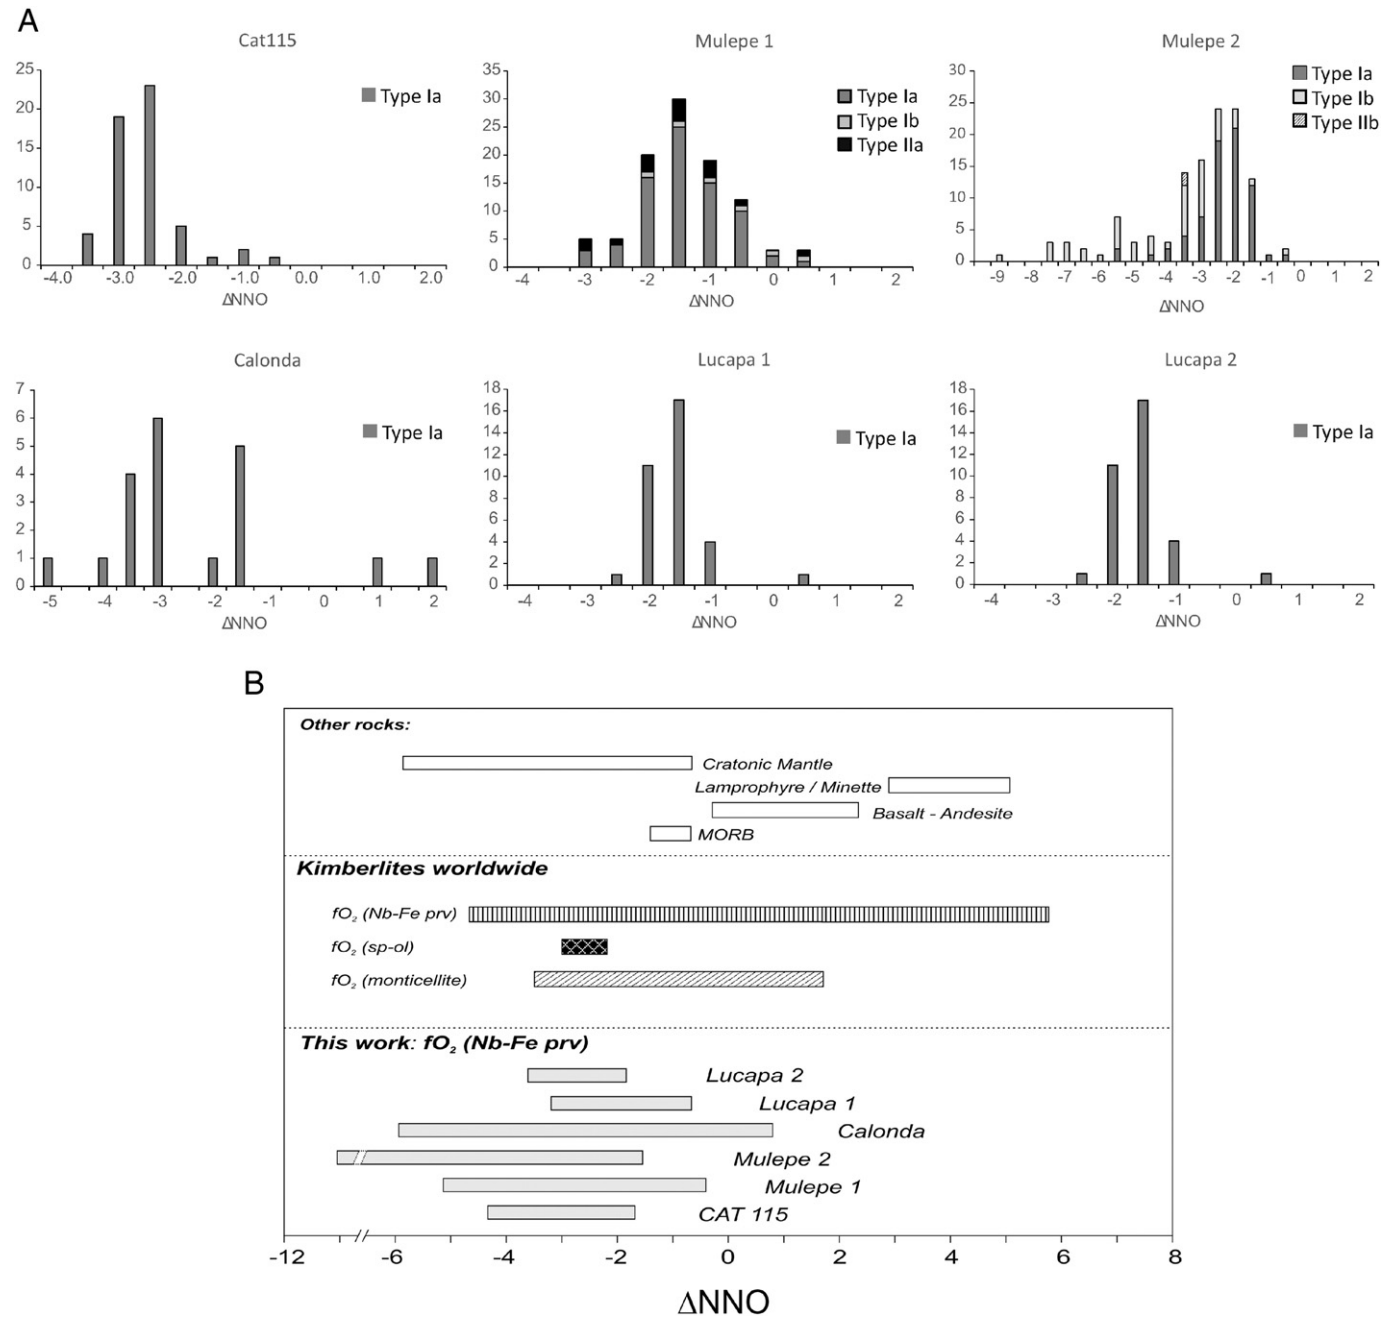 A
Cat115
25
20
15
10
5
0
-4.0 -3.0 -2.0 -1.0 0.0 1.0 2.0
ΔNNO
Type Ia
Mulepe 1
35
30
25
20
15
10
5
0
-4 -3 -2 -1 0 1 2
ΔNNO
Type Ia
Type Ib
Type IIa
Mulepe 2
30
25
20
15
10
5
0
-9 -8 -7 -6 -5 -4 -3 -2 -1 0 1 2
ΔNNO
Type Ia
Type Ib
Type IIb
Calonda
7
6
5
4
3
2
1
0
-5 -4 -3 -2 -1 0 1 2
ΔNNO
Type Ia
Lucapa 1
18
16
14
12
10
8
6
4
2
0
-4 -3 -2 -1 0 1 2
ΔNNO
Type Ia
Lucapa 2
18
16
14
12
10
8
6
4
2
0
-4 -3 -2 -1 0 1 2
ΔNNO
Type Ia
B
Other rocks:
Cratonic Mantle
Lamprophyre / Minette
Basalt - Andesite
MORB
Kimberlites worldwide
fO₂ (Nb-Fe prv)
fO₂ (sp-ol)
fO₂ (monticellite)
This work: fO₂ (Nb-Fe prv)
Lucapa 2
Lucapa 1
Calonda
Mulepe 2
Mulepe 1
CAT 115
-12 -6 -4 -2 0 2 4 6 8
ΔNNO